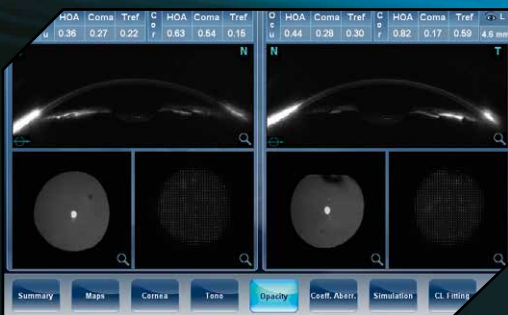 HOA Coma Tref C o r HOA Coma Tref O c u HOA Coma Tref C o r HOA Coma Tref L
u 0.36 0.27 0.22 0.63 0.54 0.15 0.44 0.28 0.30 0.82 0.17 0.59 4.6 mm
N N T
Summary Maps Cornea Tono Opacity Coeff. Aberr. Simulation CL Fitting